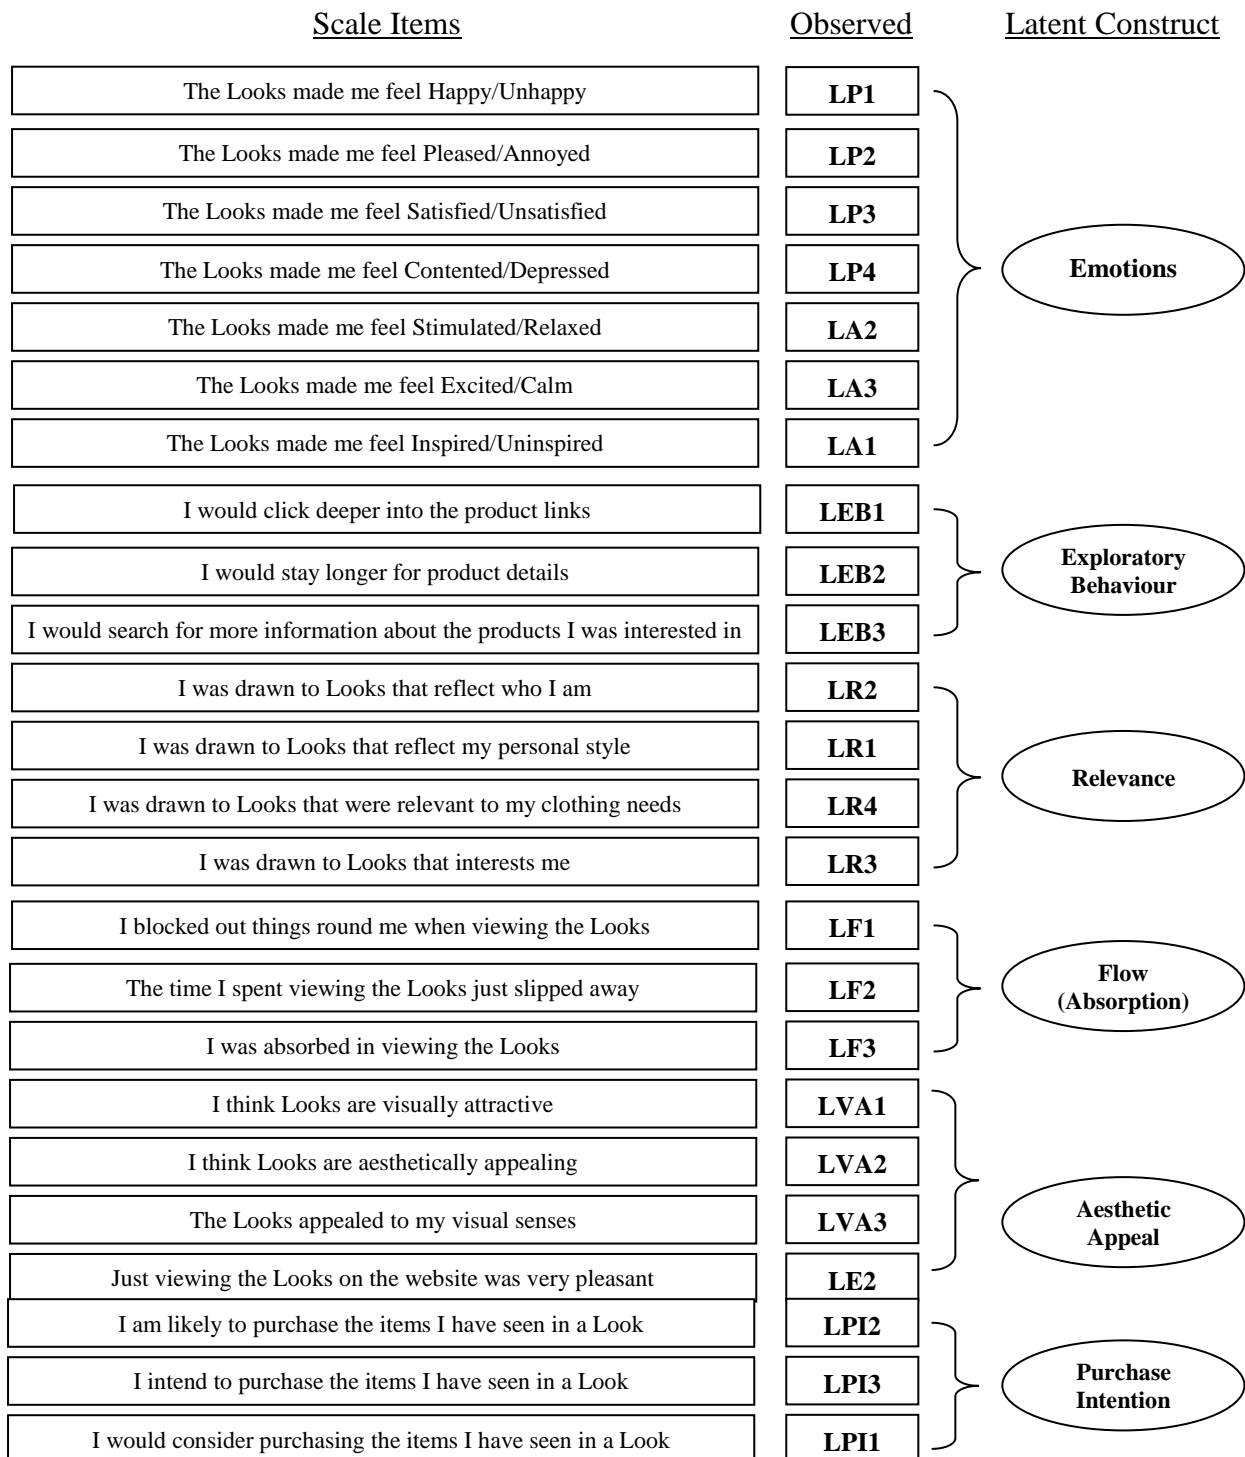 Scale Items Observed Latent Construct
The Looks made me feel Happy/Unhappy LP1
The Looks made me feel Pleased/Annoyed LP2
The Looks made me feel Satisfied/Unsatisfied LP3
The Looks made me feel Contented/Depressed LP4
Emotions
The Looks made me feel Stimulated/Relaxed LA2
The Looks made me feel Excited/Calm LA3
The Looks made me feel Inspired/Uninspired LA1
I would click deeper into the product links LEB1
I would stay longer for product details LEB2
Exploratory
Behaviour
I would search for more information about the products I was interested in LEB3
I was drawn to Looks that reflect who I am LR2
I was drawn to Looks that reflect my personal style LR1
Relevance
I was drawn to Looks that were relevant to my clothing needs LR4
I was drawn to Looks that interests me LR3
I blocked out things round me when viewing the Looks LF1
The time I spent viewing the Looks just slipped away LF2
Flow
(Absorption)
I was absorbed in viewing the Looks LF3
I think Looks are visually attractive LVA1
I think Looks are aesthetically appealing LVA2
The Looks appealed to my visual senses LVA3
Aesthetic
Appeal
Just viewing the Looks on the website was very pleasant LE2
I am likely to purchase the items I have seen in a Look LPI2
I intend to purchase the items I have seen in a Look LPI3
Purchase
Intention
I would consider purchasing the items I have seen in a Look LPI1